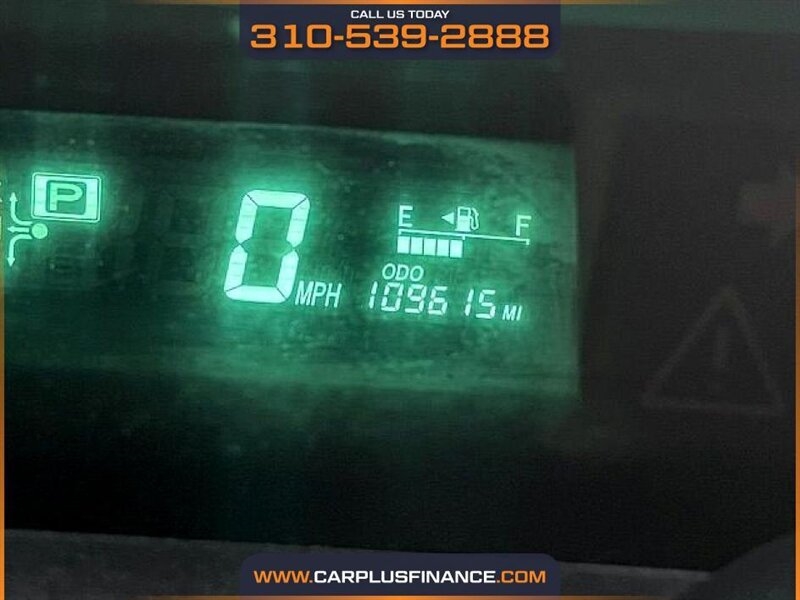 CALL US TODAY
310-539-2888
P
0 MPH
E F
ODO
109615 MI
WWW.CARPLUSFINANCE.COM